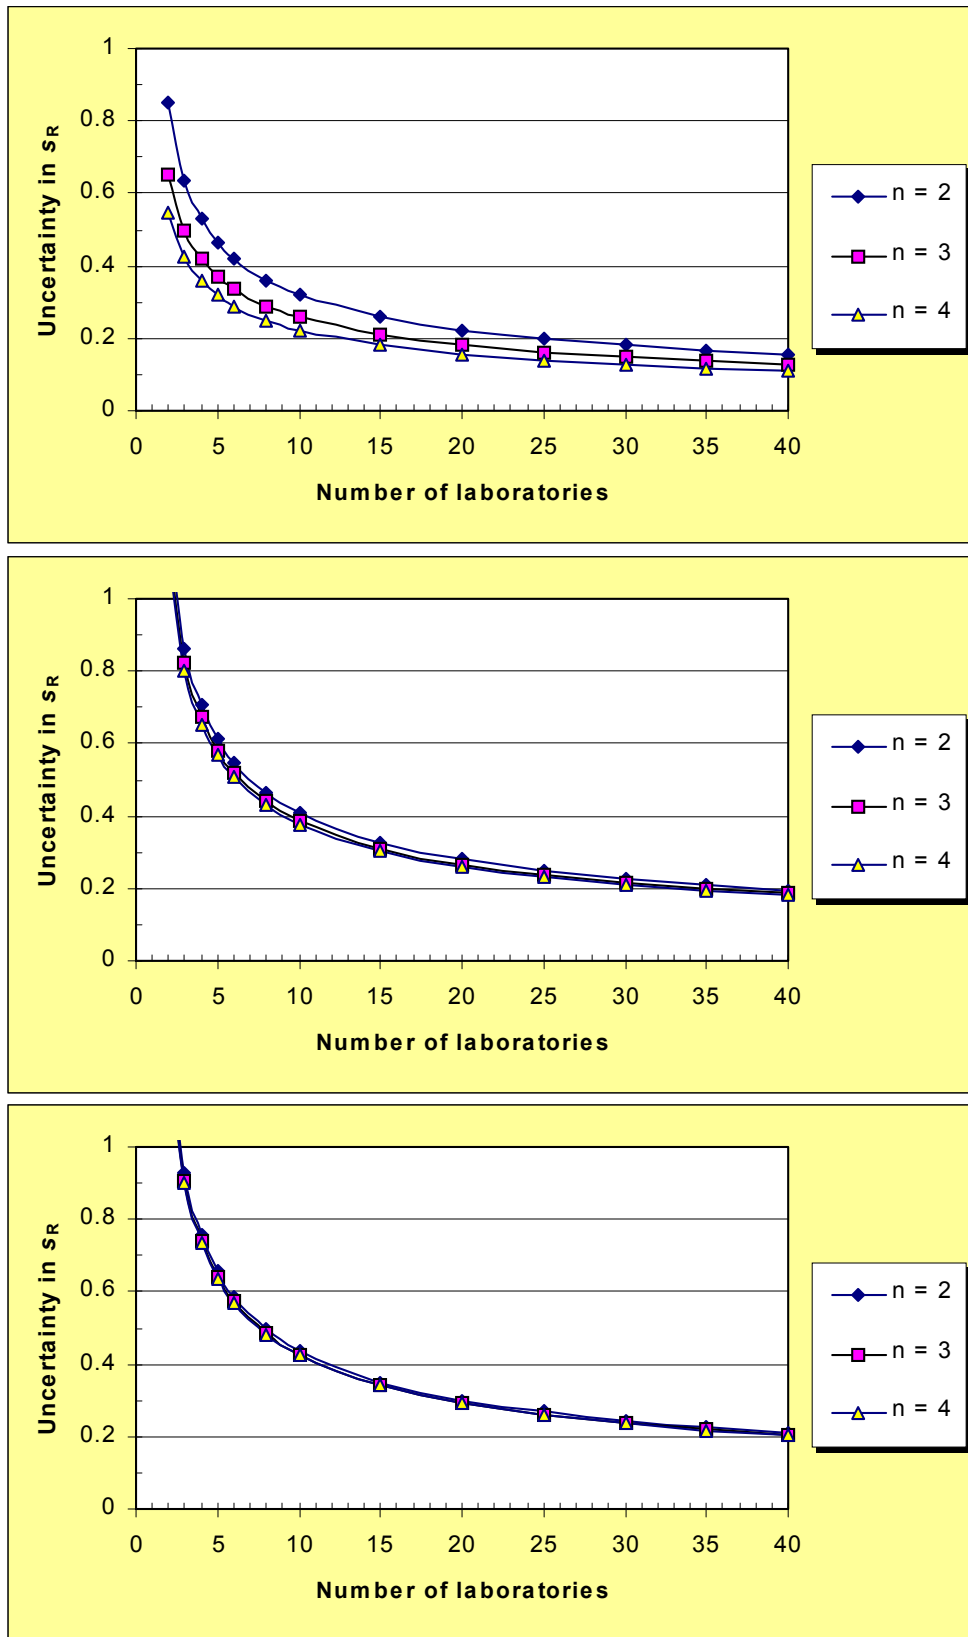 1
0.8
0.6
0.4
0.2
0
Uncertainty in sR
0 5 10 15 20 25 30 35 40
Number of laboratories
n = 2
n = 3
n = 4
1
0.8
0.6
0.4
0.2
0
Uncertainty in sR
0 5 10 15 20 25 30 35 40
Number of laboratories
n = 2
n = 3
n = 4
1
0.8
0.6
0.4
0.2
0
Uncertainty in sR
0 5 10 15 20 25 30 35 40
Number of laboratories
n = 2
n = 3
n = 4